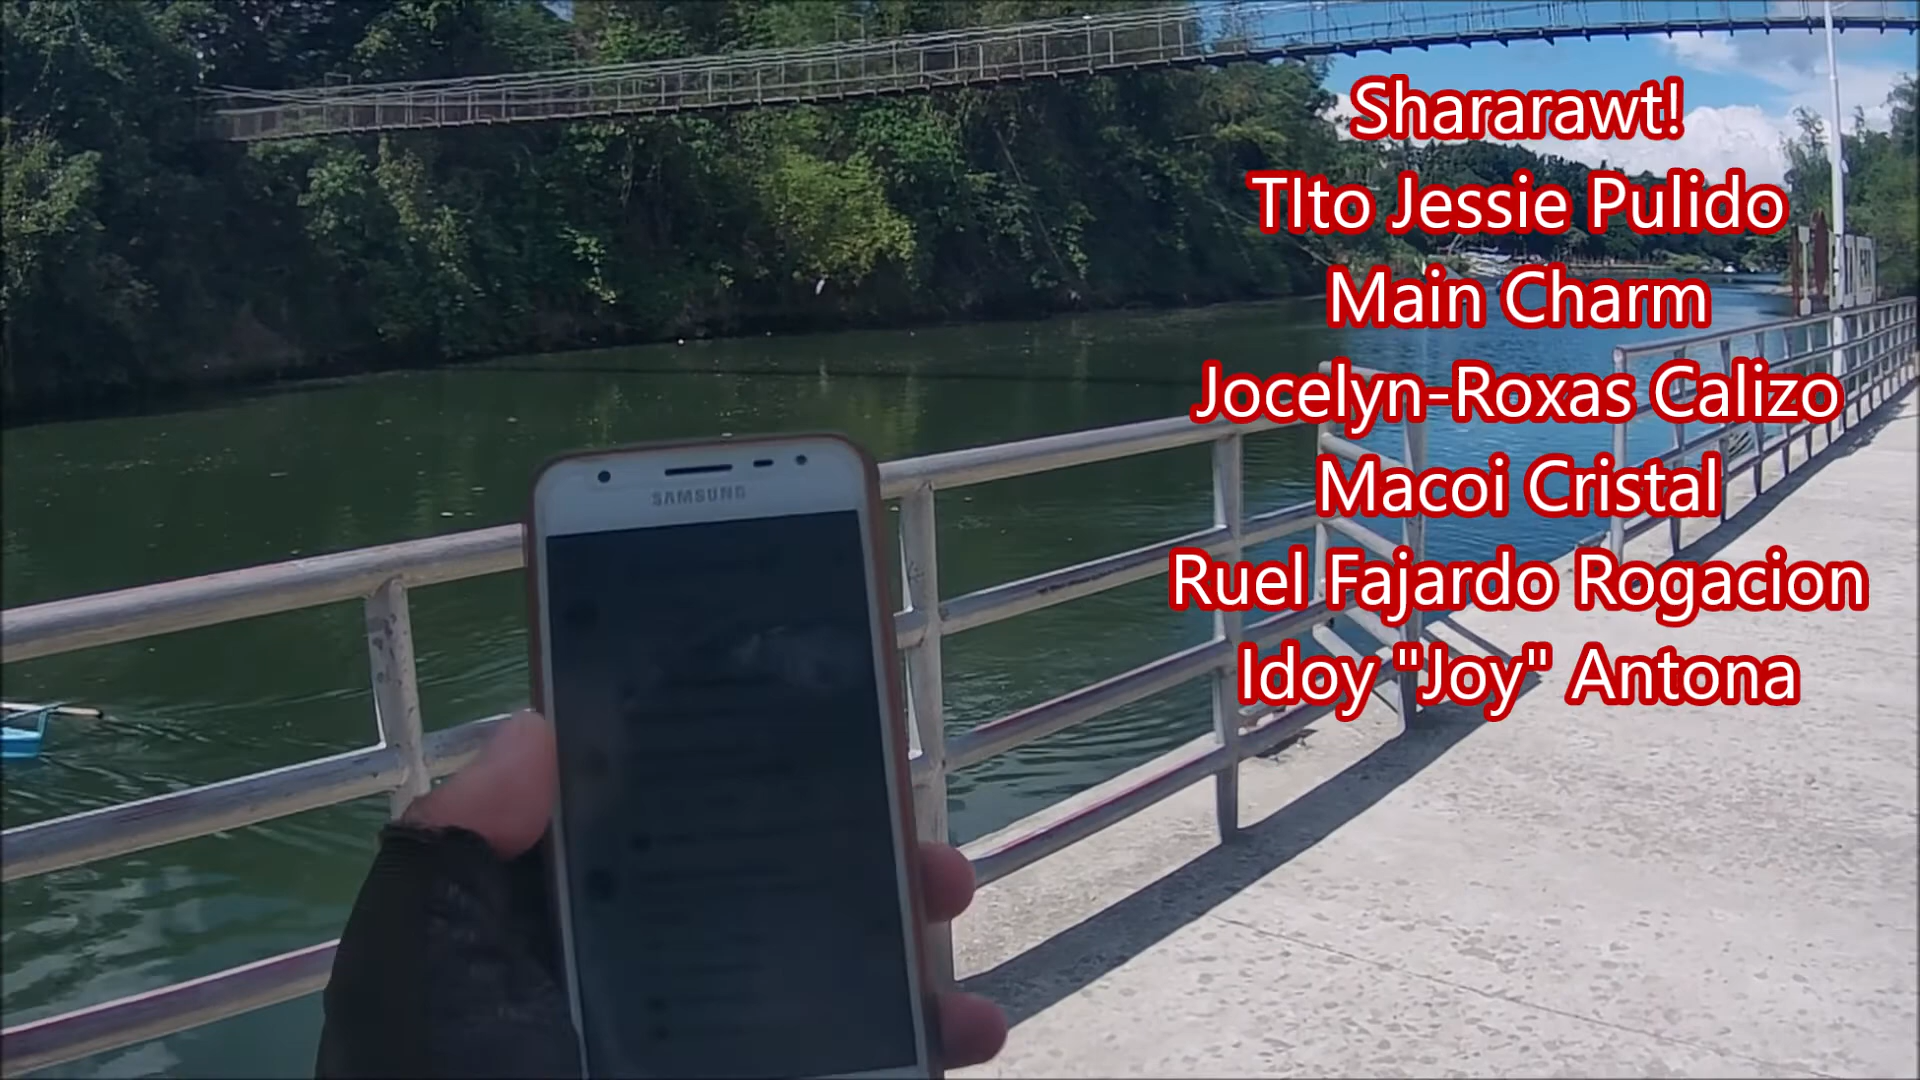 Shararawt!
TIto Jessie Pulido
Main Charm
Jocelyn-Roxas Calizo
Macoi Cristal
Ruel Fajardo Rogacion
Idoy "Joy" Antona
SAMSUNG